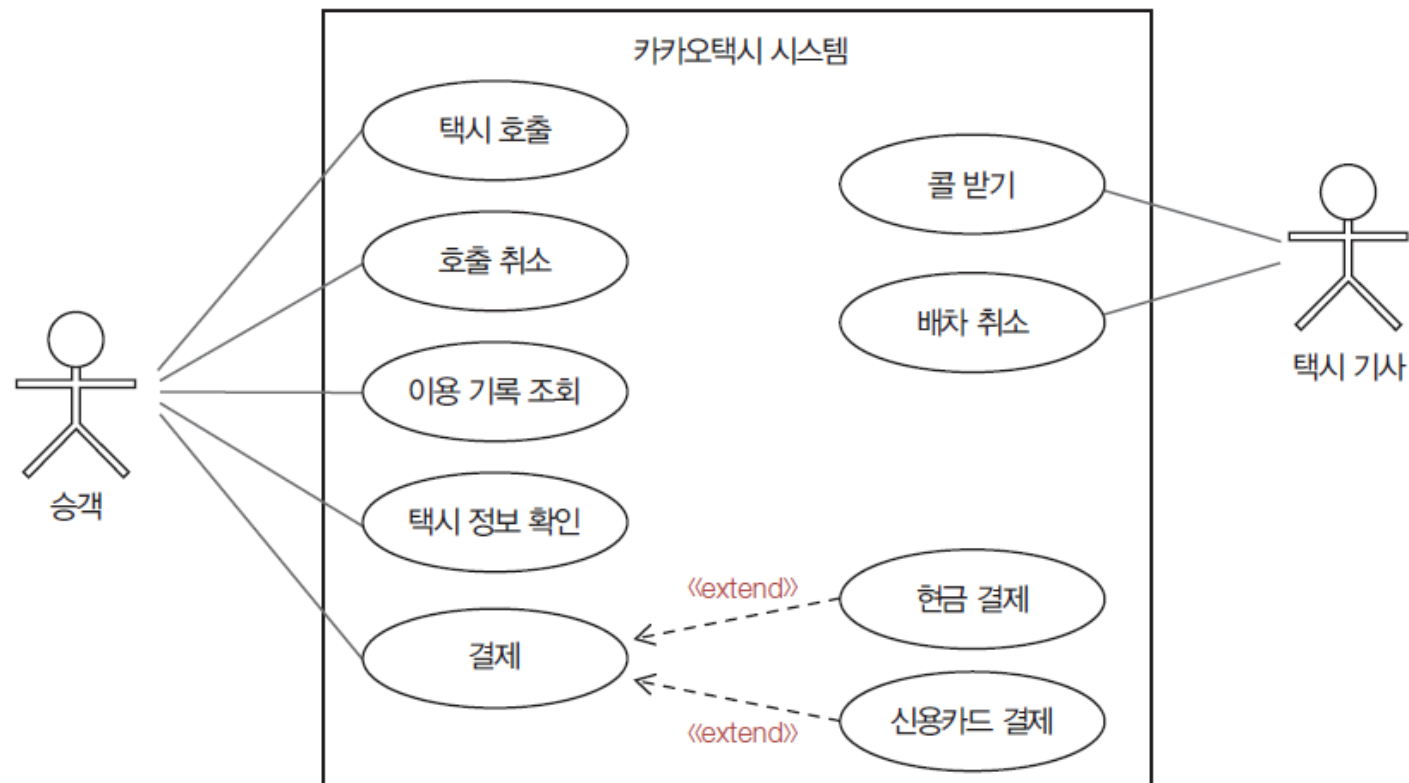 카카오택시 시스템
택시 호출
콜 받기
호출 취소
배차 취소
택시 기사
이용 기록 조회
승객
택시 정보 확인
《extend》
현금 결제
결제
신용카드 결제
《extend》